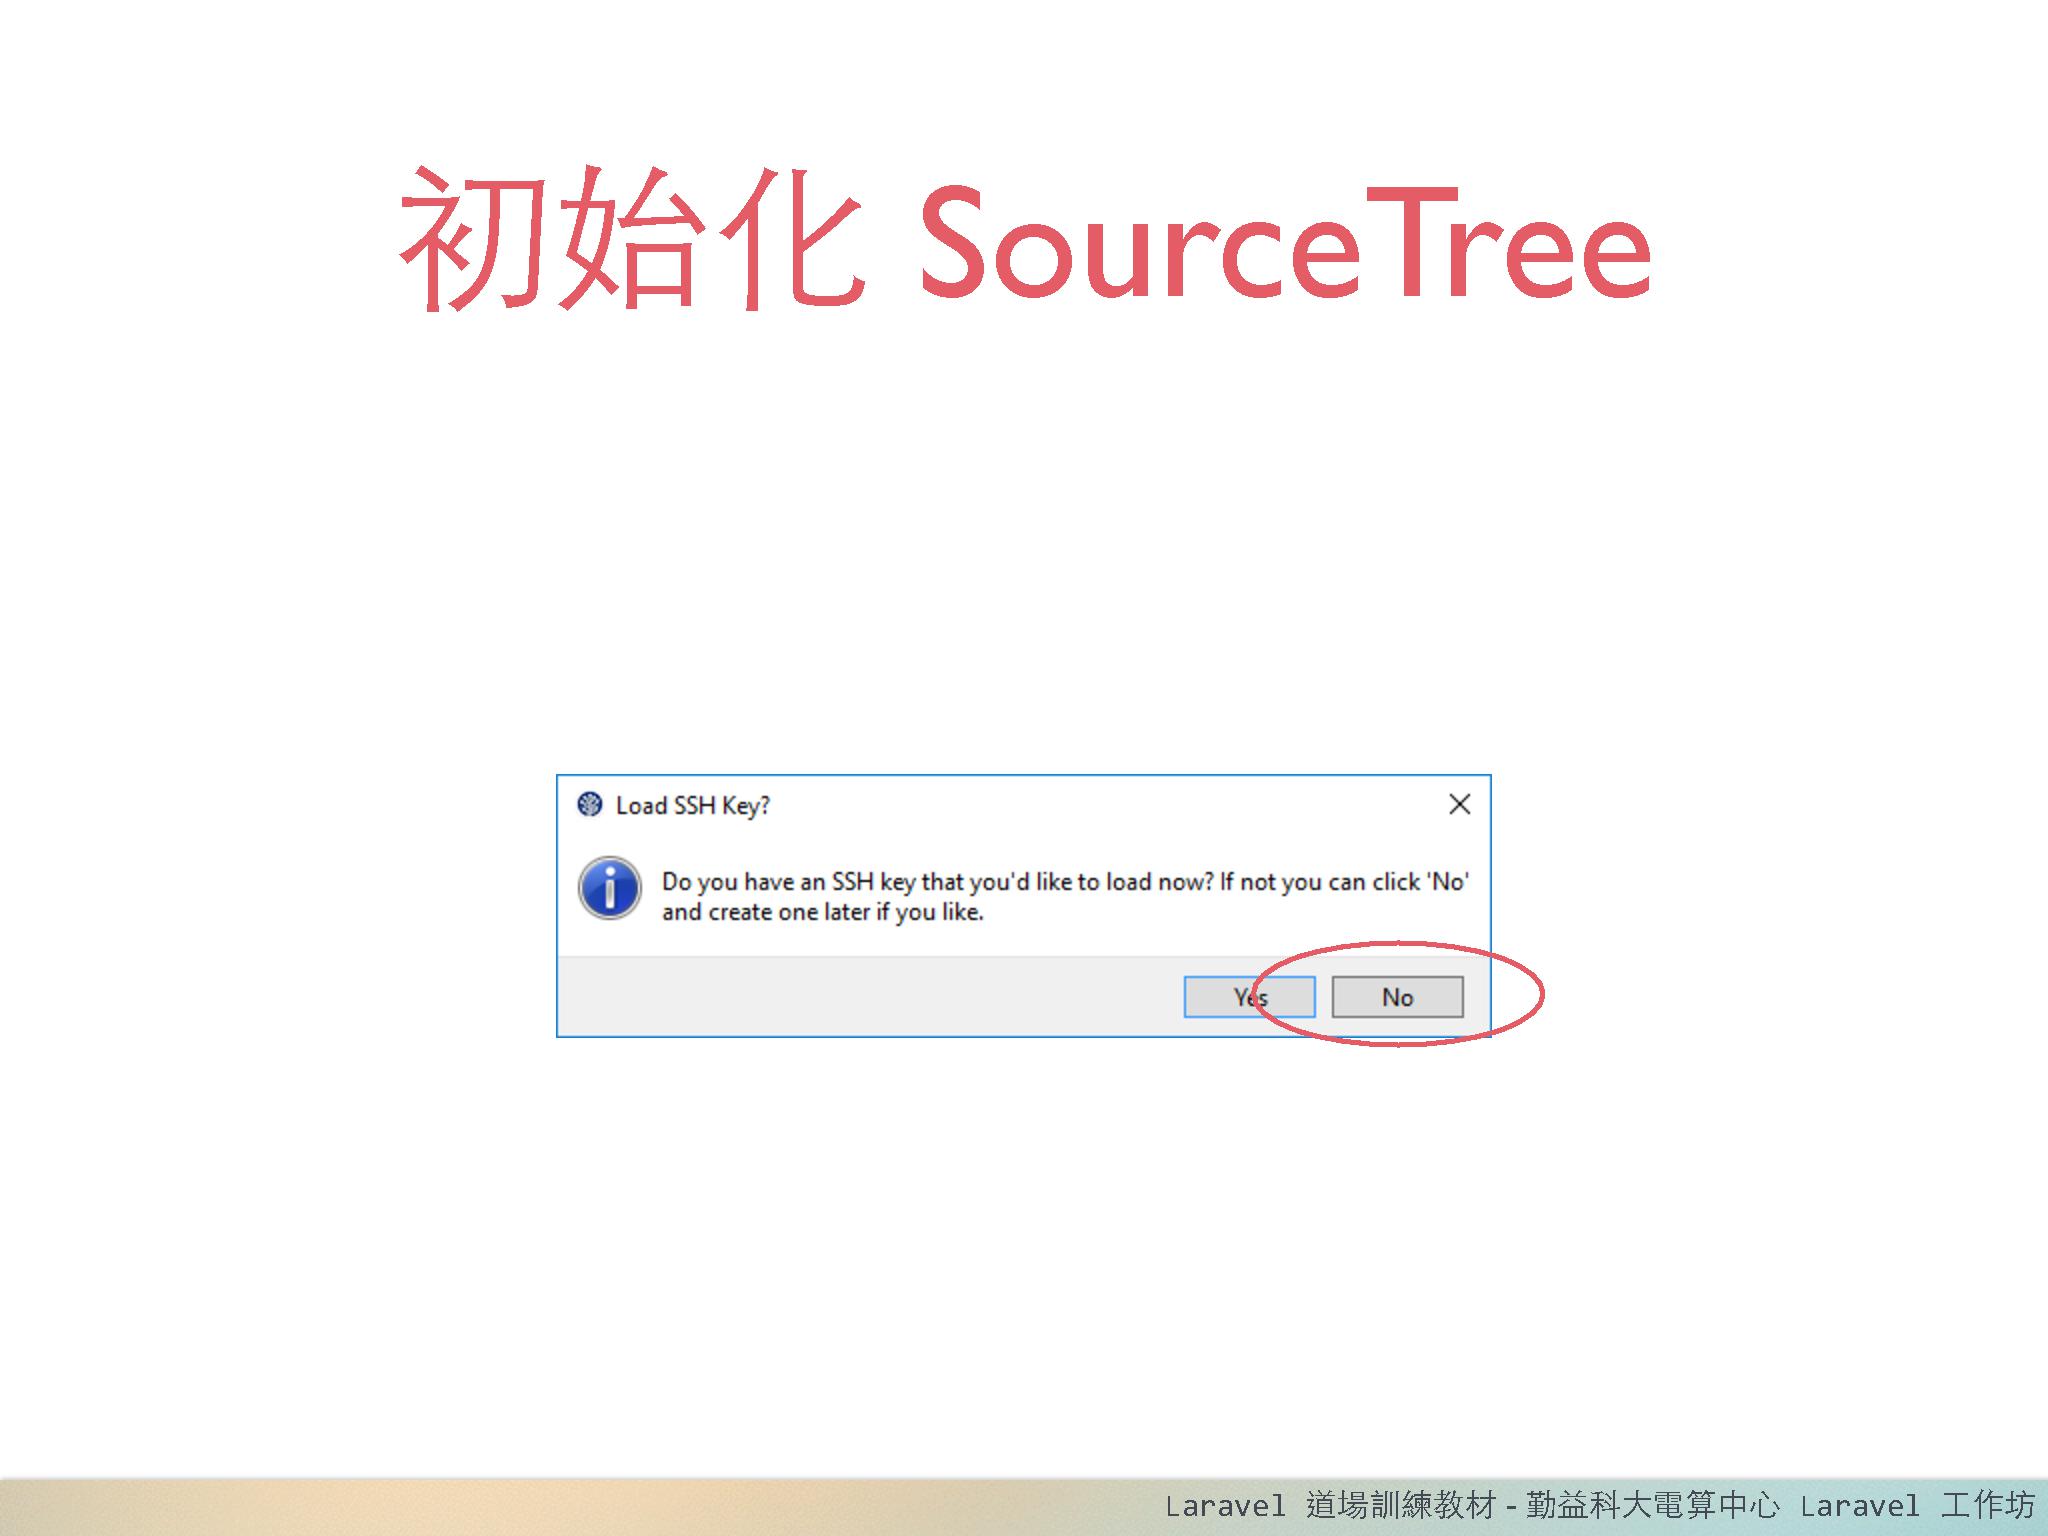 初始化 SourceTree
Load SSH Key?
Do you have an SSH key that you'd like to load now? If not you can click 'No'
and create one later if you like.
Yes No
Laravel 道場訓練教材 - 勤益科大電算中心 Laravel 工作坊